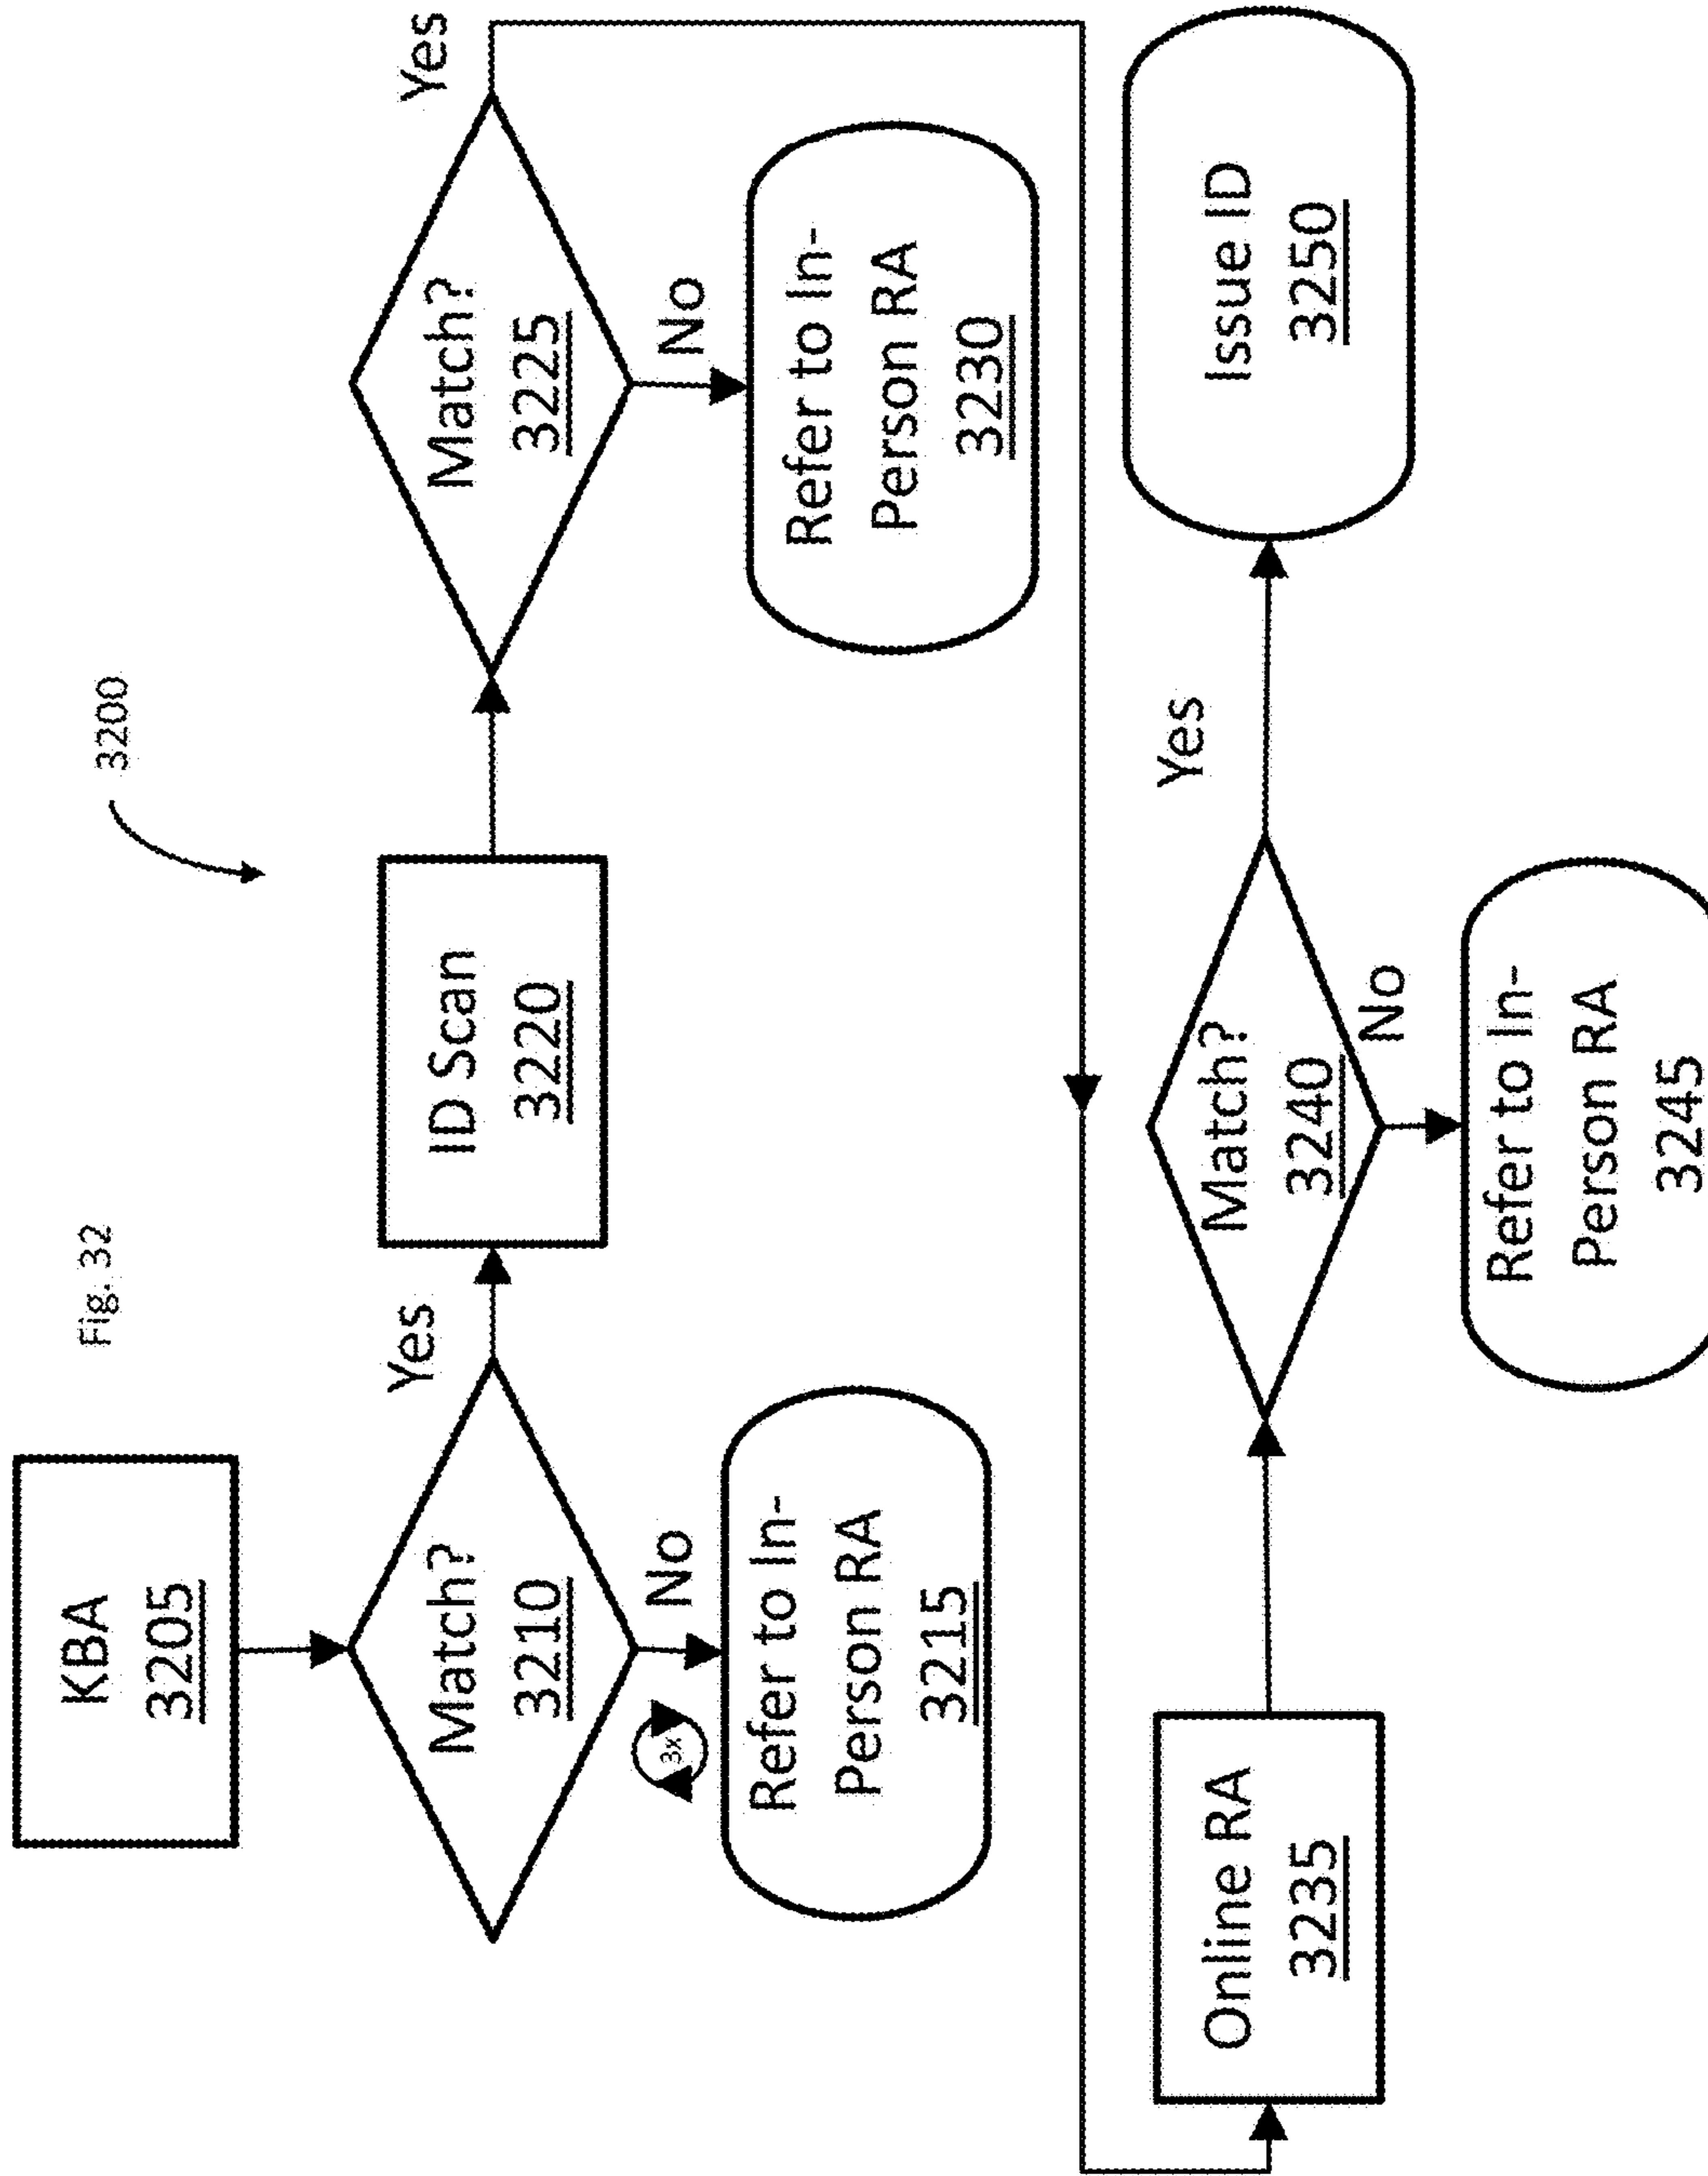 Fig. 32
3200
KBA
3205
Match?
3210
Yes
No
3x
Refer to In-
Person RA
3215
ID Scan
3220
Match?
3225
Yes
No
Refer to In-
Person RA
3230
Online RA
3235
Match?
3240
Yes
No
Refer to In-
Person RA
3245
Issue ID
3250